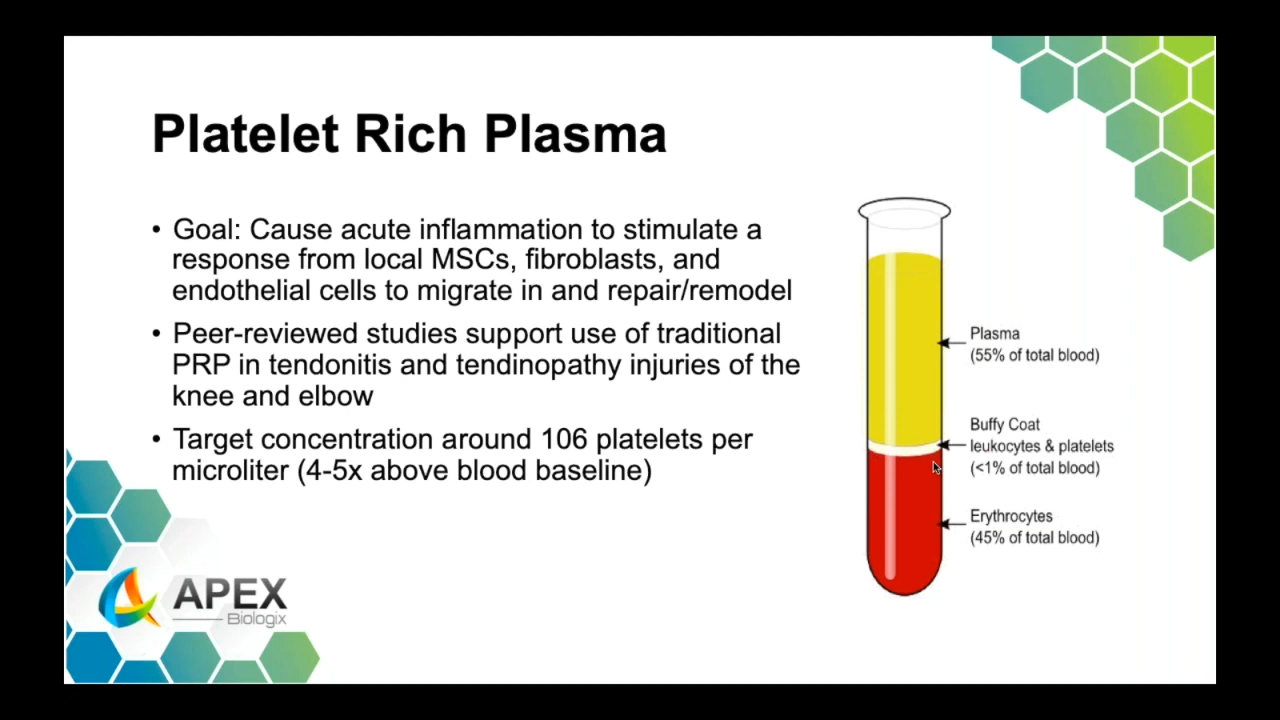 Platelet Rich Plasma
• Goal: Cause acute inflammation to stimulate a
response from local MSCs, fibroblasts, and
endothelial cells to migrate in and repair/remodel
• Peer-reviewed studies support use of traditional
PRP in tendonitis and tendinopathy injuries of the
knee and elbow
• Target concentration around 106 platelets per
microliter (4-5x above blood baseline)
Plasma
(55% of total blood)
Buffy Coat
leukocytes & platelets
(<1% of total blood)
Erythrocytes
(45% of total blood)
APEX
Biologix